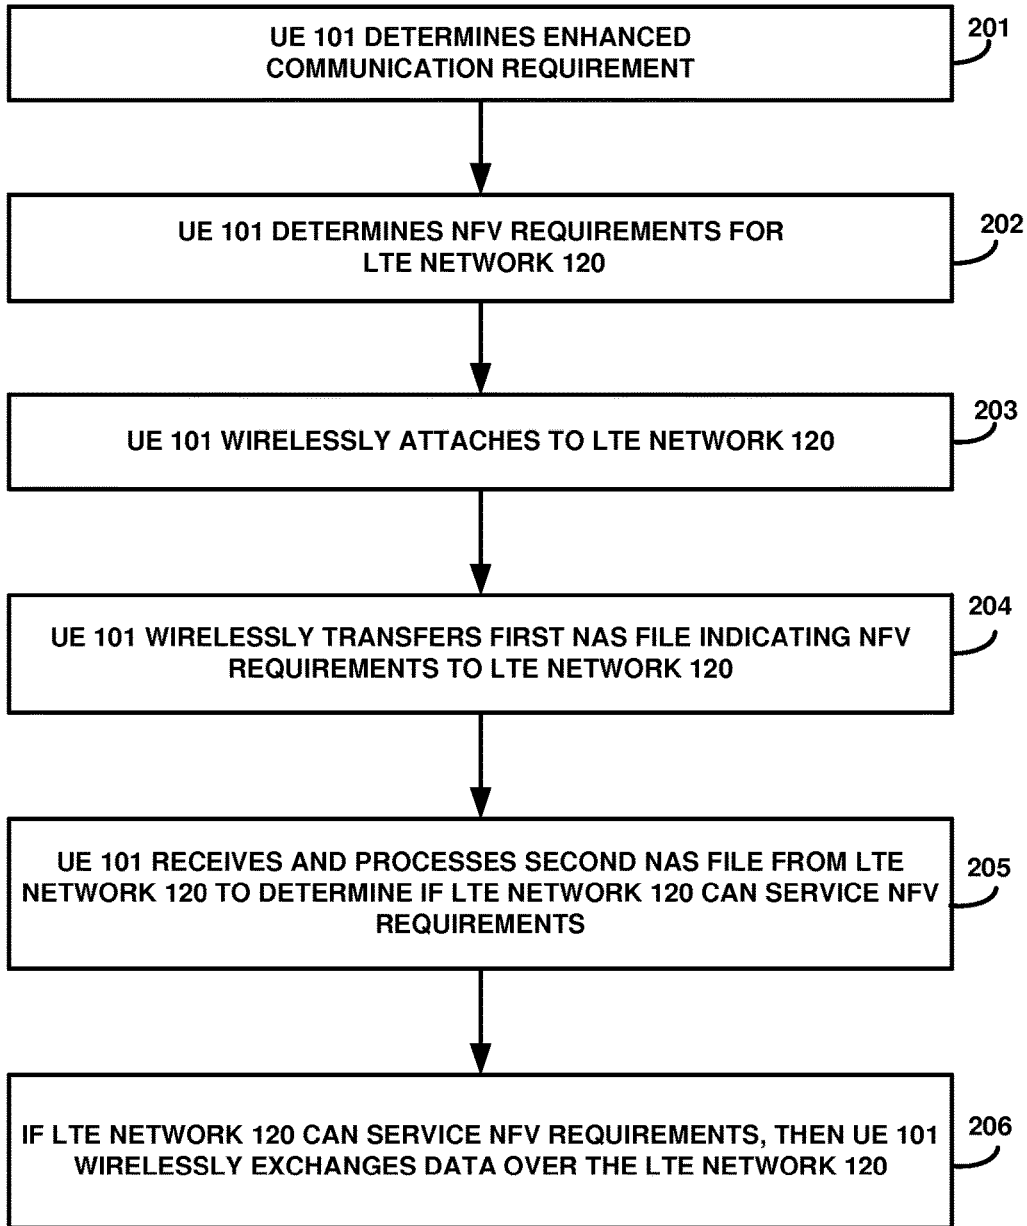 UE 101 DETERMINES ENHANCED
COMMUNICATION REQUIREMENT
201
UE 101 DETERMINES NFV REQUIREMENTS FOR
LTE NETWORK 120
202
UE 101 WIRELESSLY ATTACHES TO LTE NETWORK 120
203
UE 101 WIRELESSLY TRANSFERS FIRST NAS FILE INDICATING NFV
REQUIREMENTS TO LTE NETWORK 120
204
UE 101 RECEIVES AND PROCESSES SECOND NAS FILE FROM LTE
NETWORK 120 TO DETERMINE IF LTE NETWORK 120 CAN SERVICE NFV
REQUIREMENTS
205
IF LTE NETWORK 120 CAN SERVICE NFV REQUIREMENTS, THEN UE 101
WIRELESSLY EXCHANGES DATA OVER THE LTE NETWORK 120
206